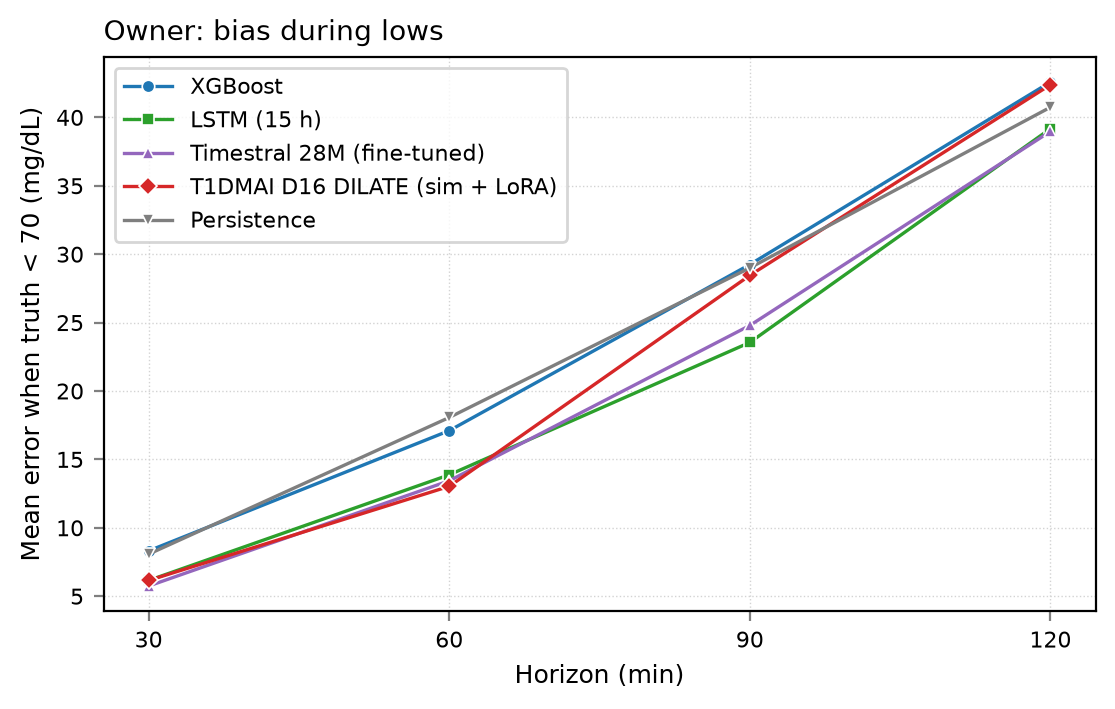 Owner: bias during lows
XGBoost
LSTM (15 h)
Timestral 28M (fine-tuned)
T1DMAI D16 DILATE (sim + LoRA)
Persistence
Mean error when truth < 70 (mg/dL)
40
35
30
25
20
15
10
5
30 60 90 120
Horizon (min)